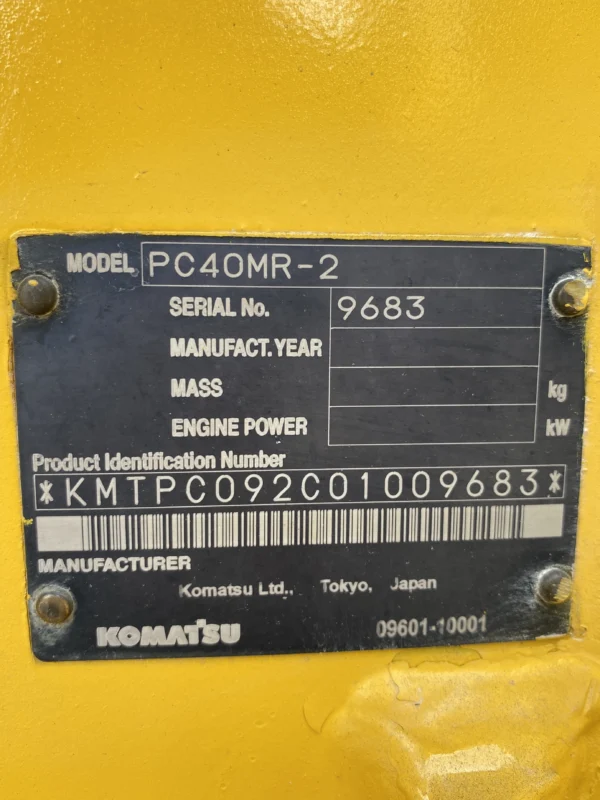 MODEL PC40MR-2
SERIAL No. 9683
MANUFACT. YEAR
MASS kg
ENGINE POWER kW
Product Identification Number
*KMTPC092C01009683*
MANUFACTURER
Komatsu Ltd., Tokyo, Japan
KOMATSU 09601-10001